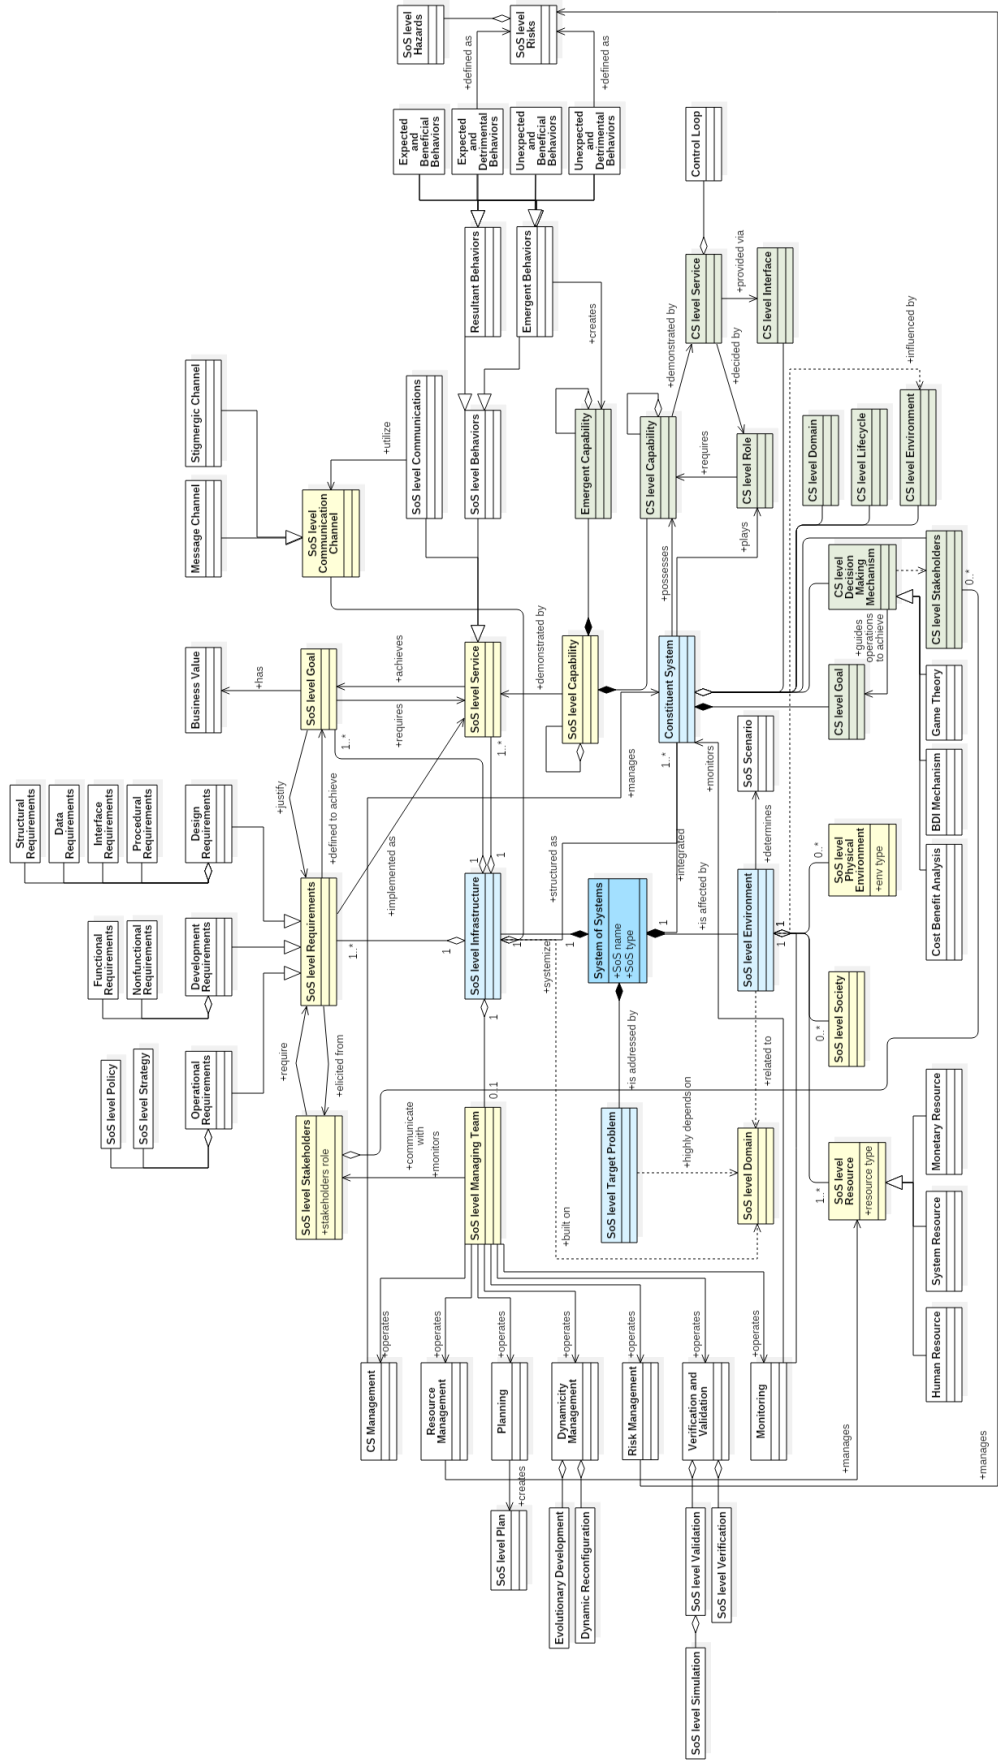 Structural
Requirements
Data
Requirements
Functional
Requirements
Interface
Requirements
SoS level Policy
SoS level Strategy
Nonfunctional
Requirements
Procedural
Requirements
Operational
Requirements
Development
Requirements
Design
Requirements
Business Value
Message Channel
Stigmergic Channel
+has
+require
+justify
SoS level Stakeholders
+stakeholders role
SoS level Requirements
SoS level Goal
SoS level
Communication
Channel
+elicited from
+defined to achieve
1..*
1..*
CS Management
+operates
+implemented as
+requires
+achieves
+utilize
Expected
and
Beneficial
Behaviors
SoS level
Hazards
+communicate
with
+monitors
SoS level Communications
Resource
Management
+operates
1
1
SoS level Managing Team
0.1
SoS level Infrastructure
SoS level Service
SoS level Behaviors
Resultant Behaviors
Expected
and
Detrimental
Behaviors
+defined as
1
1
1..*
Planning
+operates
SoS level Plan
+creates
1
Unexpected
and
Beneficial
Behaviors
SoS level
Risks
Emergent Behaviors
+systemize
+structured as
+demonstrated by
Evolutionary Development
Dynamic Reconfiguration
Dynamicity
Management
+operates
+built on
1
SoS level Capability
Emergent Capability
+creates
Unexpected
and
Detrimental
Behaviors
+defined as
SoS level Target Problem
+is addressed by
System of Systems
+SoS name
+SoS type
+manages
Risk Management
+operates
CS level Capability
1
1..*
Constituent System
+possesses
+demonstrated by
+integrated
+highly depends on
+is affected by
+monitors
+requires
CS level Service
Control Loop
SoS level Simulation
SoS level Validation
SoS level Verification
Verification and
Validation
+operates
SoS level Domain
SoS level Environment
SoS Scenario
+plays
CS level Role
+decided by
+provided via
Monitoring
+operates
+related to
+determines
CS level Interface
1
1
1..*
0..*
0..*
CS level Domain
SoS level
Resource
+resource type
SoS level Society
SoS level
Physical
Environment
+env type
CS level Goal
CS level
Decision
Making
Mechanism
CS level Lifecycle
+manages
+guides
operations
to achieve
CS level Environment
+influenced by
Human Resource
System Resource
Monetary Resource
Cost Benefit Analysis
BDI Mechanism
Game Theory
CS level Stakeholders
0..*
+manages